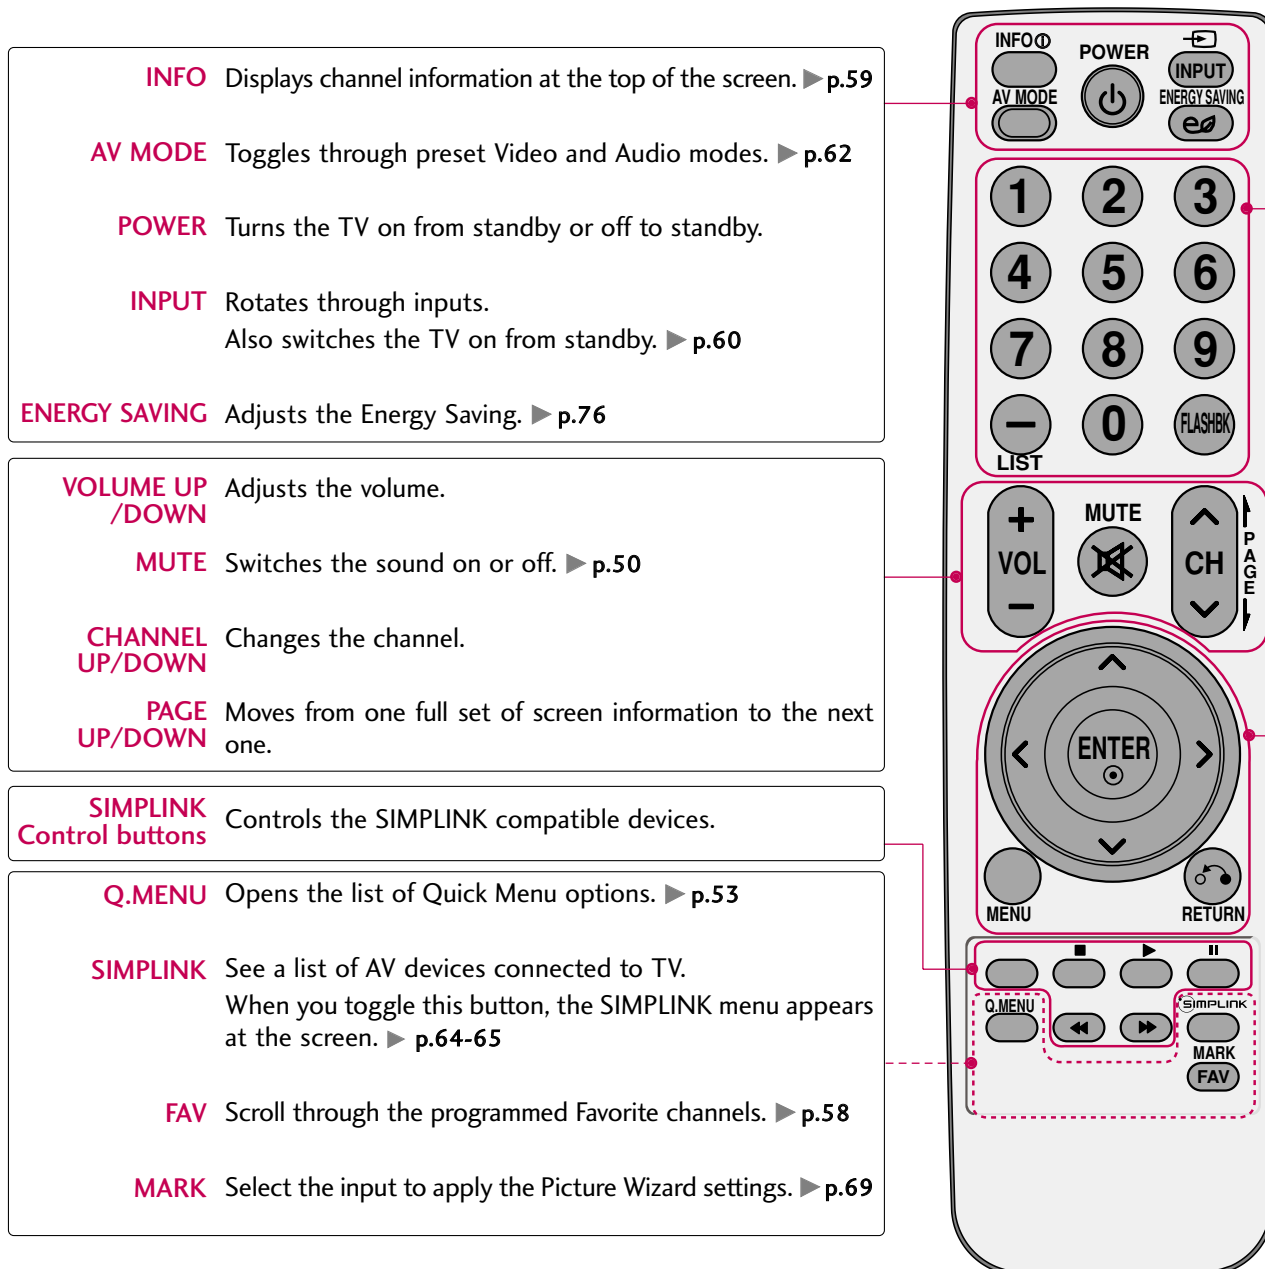 INFO Displays channel information at the top of the screen. ▶ p.59
AV MODE Toggles through preset Video and Audio modes. ▶ p.62
POWER Turns the TV on from standby or off to standby.
INPUT Rotates through inputs.
Also switches the TV on from standby. ▶ p.60
ENERGY SAVING Adjusts the Energy Saving. ▶ p.76
VOLUME UP Adjusts the volume.
/DOWN
MUTE Switches the sound on or off. ▶ p.50
CHANNEL Changes the channel.
UP/DOWN
PAGE Moves from one full set of screen information to the next
UP/DOWN one.
SIMPLINK
Control buttons Controls the SIMPLINK compatible devices.
Q.MENU Opens the list of Quick Menu options. ▶ p.53
SIMPLINK See a list of AV devices connected to TV.
When you toggle this button, the SIMPLINK menu appears
at the screen. ▶ p.64-65
FAV Scroll through the programmed Favorite channels. ▶ p.58
MARK Select the input to apply the Picture Wizard settings. ▶ p.69
INFO POWER
INPUT
AV MODE ENERGY SAVING
1 2 3
4 5 6
7 8 9
0 FLASHBK
LIST
MUTE
VOL CH PAGE
ENTER
MENU RETURN
Q.MENU SIMPLINK
MARK
FAV